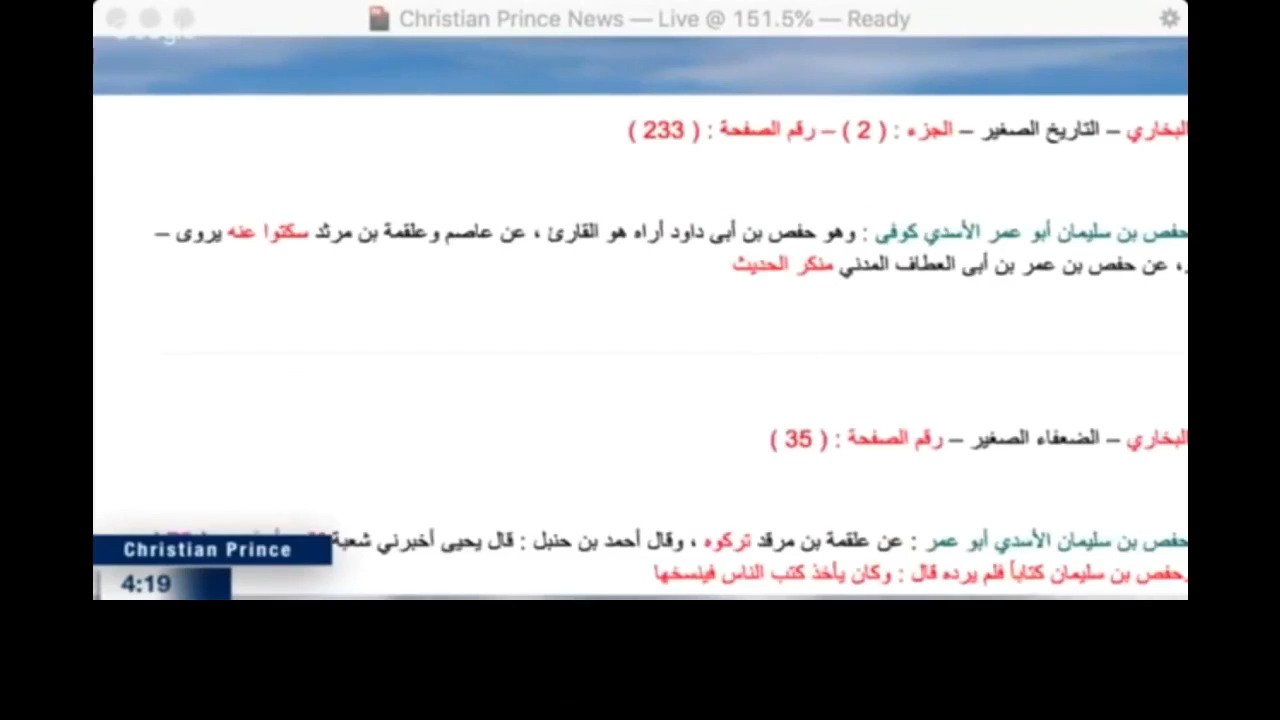 Christian Prince News — Live @ 151.5% — Ready
البخاري – التاريخ الصغير – الجزء : ( 2 ) – رقم الصفحة : ( 233 )
حفص بن سليمان أبو عمر الأسدي كوفى : وهو حفص بن أبى داود أراه هو القارئ ، عن عاصم وعلقمة بن مرثد سكتوا عنه يروى –
، عن حفص بن عمر بن أبى العطاف المدني منكر الحديث
البخاري – الضعفاء الصغير – رقم الصفحة : ( 35 )
حفص بن سليمان الأسدي أبو عمر : عن علقمة بن مرقد تركوه ، وقال أحمد بن حنبل : قال يحيى أخبرني شعبة
حفص بن سليمان كتاباً فلم يرده قال : وكان يأخذ كتب الناس فينسخها
Christian Prince
4:19